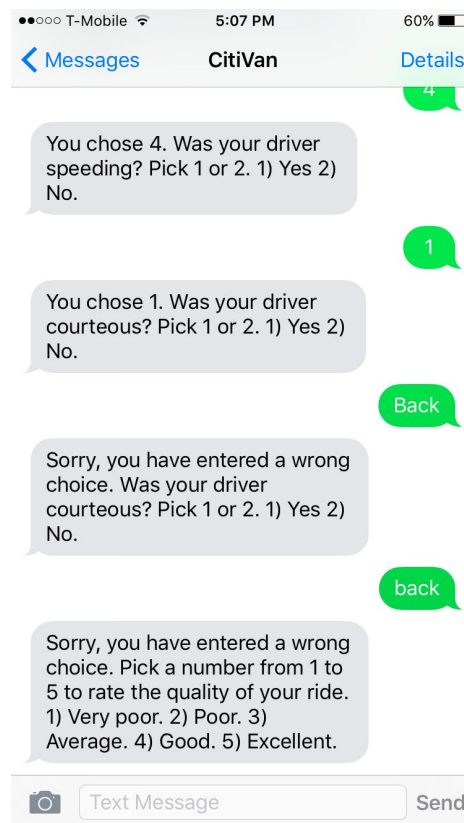 T-Mobile 5:07 PM 60%
Messages CitiVan Details
4
You chose 4. Was your driver
speeding? Pick 1 or 2. 1) Yes 2)
No.
1
You chose 1. Was your driver
courteous? Pick 1 or 2. 1) Yes 2)
No.
Back
Sorry, you have entered a wrong
choice. Was your driver
courteous? Pick 1 or 2. 1) Yes 2)
No.
back
Sorry, you have entered a wrong
choice. Pick a number from 1 to
5 to rate the quality of your ride.
1) Very poor. 2) Poor. 3)
Average. 4) Good. 5) Excellent.
Text Message Send